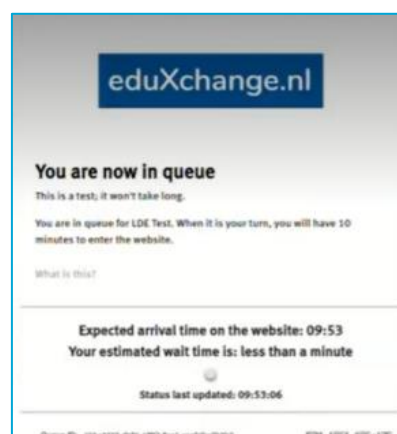 eduXchange.nl
You are now in queue
This is a test; it won't take long.
You are in queue for LDE Test. When it is your turn, you will have 10
minutes to enter the website.
What is this?
Expected arrival time on the website: 09:53
Your estimated wait time is: less than a minute
Status last updated: 09:53:06